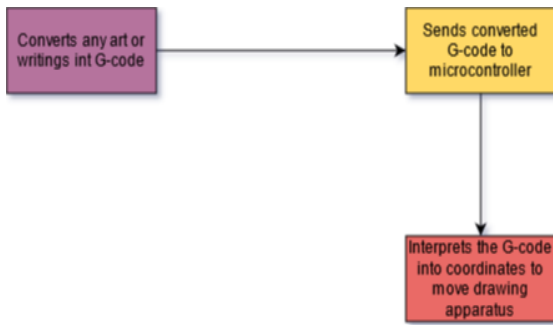 Converts any art or
writings int G-code
Sends converted
G-code to
microcontroller
Interprets the G-code
into coordinates to
move drawing
apparatus